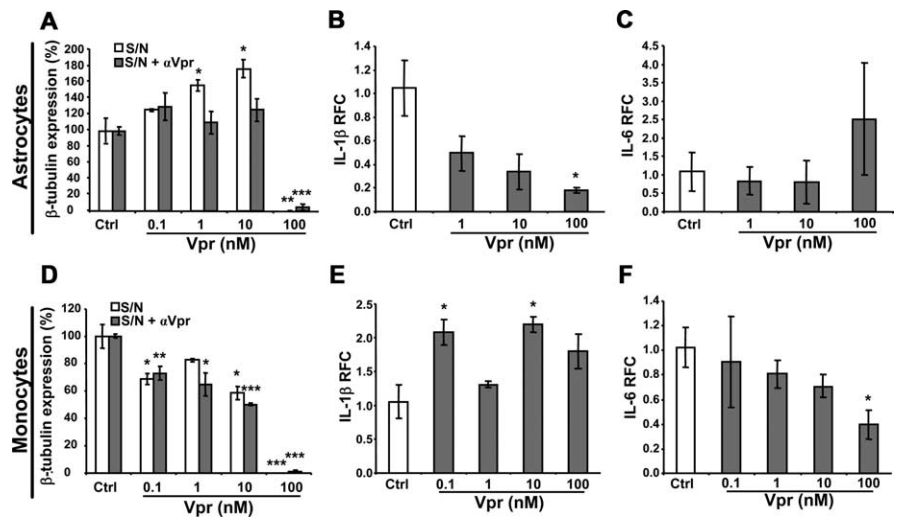 Astrocytes
A
β-tubulin expression (%)
200
180
160
140
120
100
80
60
40
20
0
S/N
S/N + αVpr
*
*
**
***
Ctrl 0.1 1 10 100
Vpr (nM)
B
IL-1β RFC
1.4
1.2
1.0
0.8
0.6
0.4
0.2
0
*
Ctrl 1 10 100
Vpr (nM)
C
IL-6 RFC
4.5
4.0
3.5
3.0
2.5
2.0
1.5
1.0
0.5
0.0
Ctrl 1 10 100
Vpr (nM)
Monocytes
D
β-tubulin expression (%)
120
100
80
60
40
20
0
S/N
S/N + αVpr
*
**
*
*
***
***
***
Ctrl 0.1 1 10 100
Vpr (nM)
E
IL-1β RFC
2.5
2.0
1.5
1.0
0.5
0
*
*
Ctrl 0.1 1 10 100
Vpr (nM)
F
IL-6 RFC
1.4
1.2
1.0
0.8
0.6
0.4
0.2
0
*
Ctrl 0.1 1 10 100
Vpr (nM)